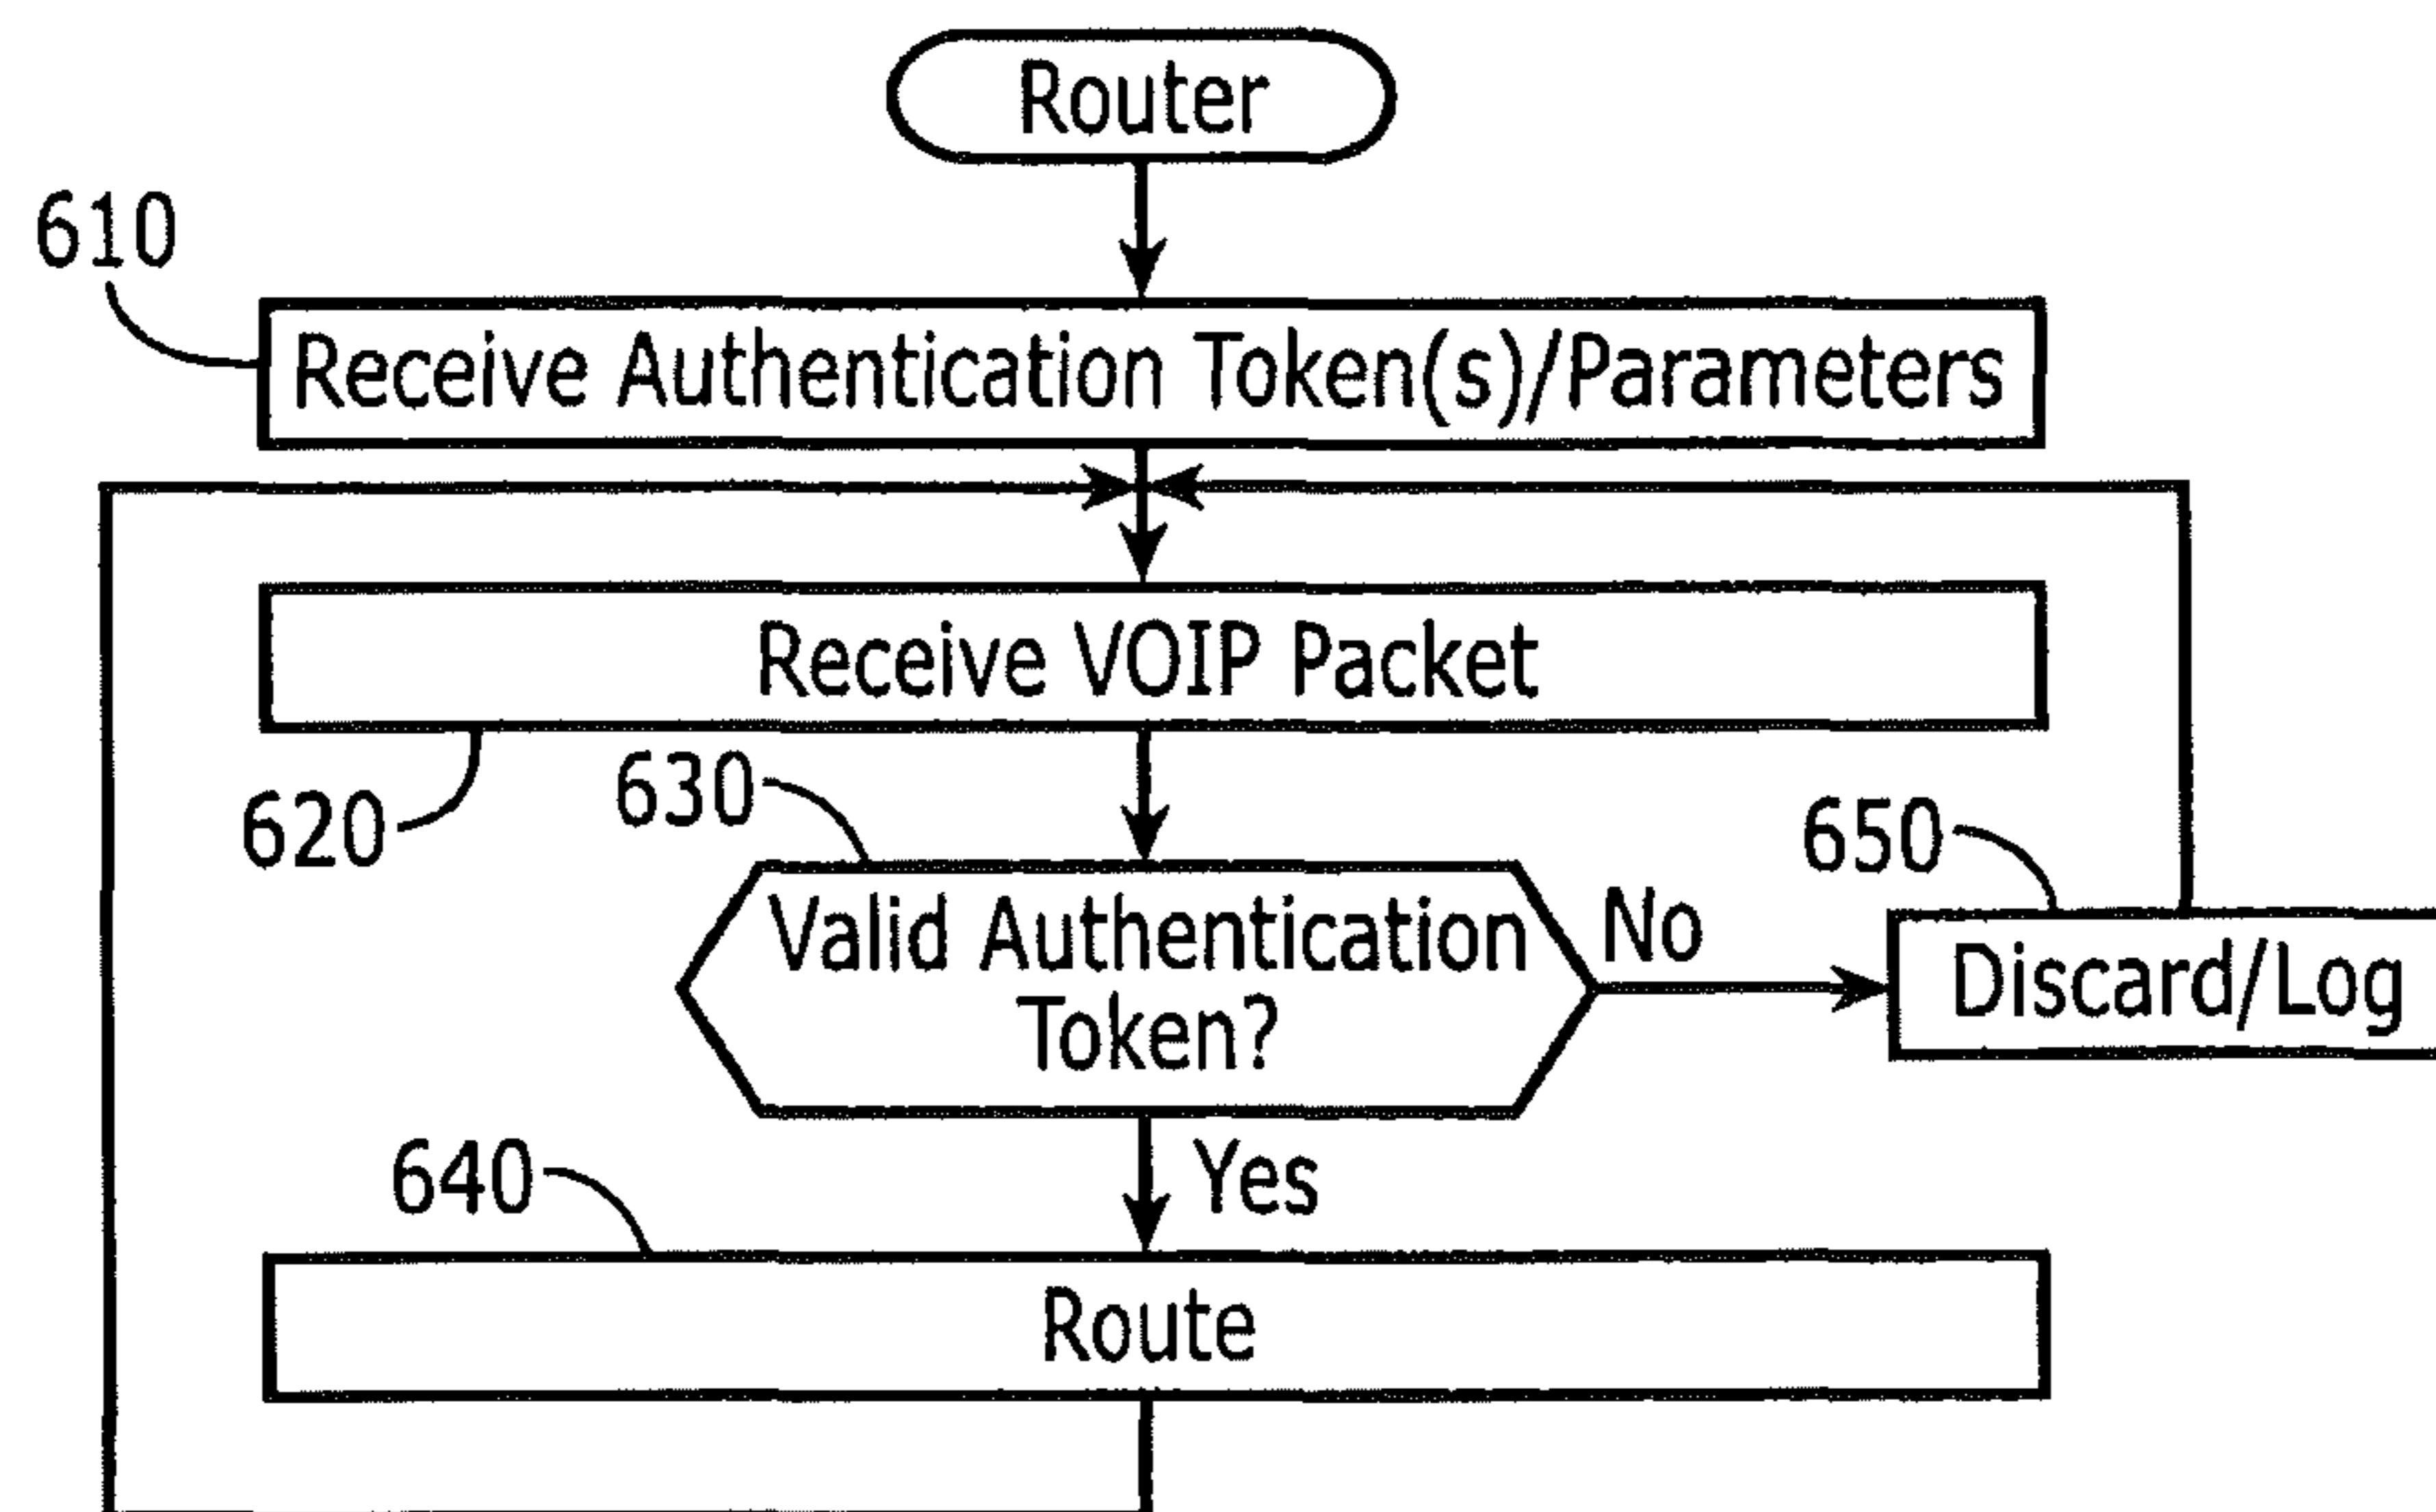 Router
610
Receive Authentication Token(s)/Parameters
Receive VOIP Packet
620
630
650
Valid Authentication
Token?
No
Discard/Log
640
Yes
Route